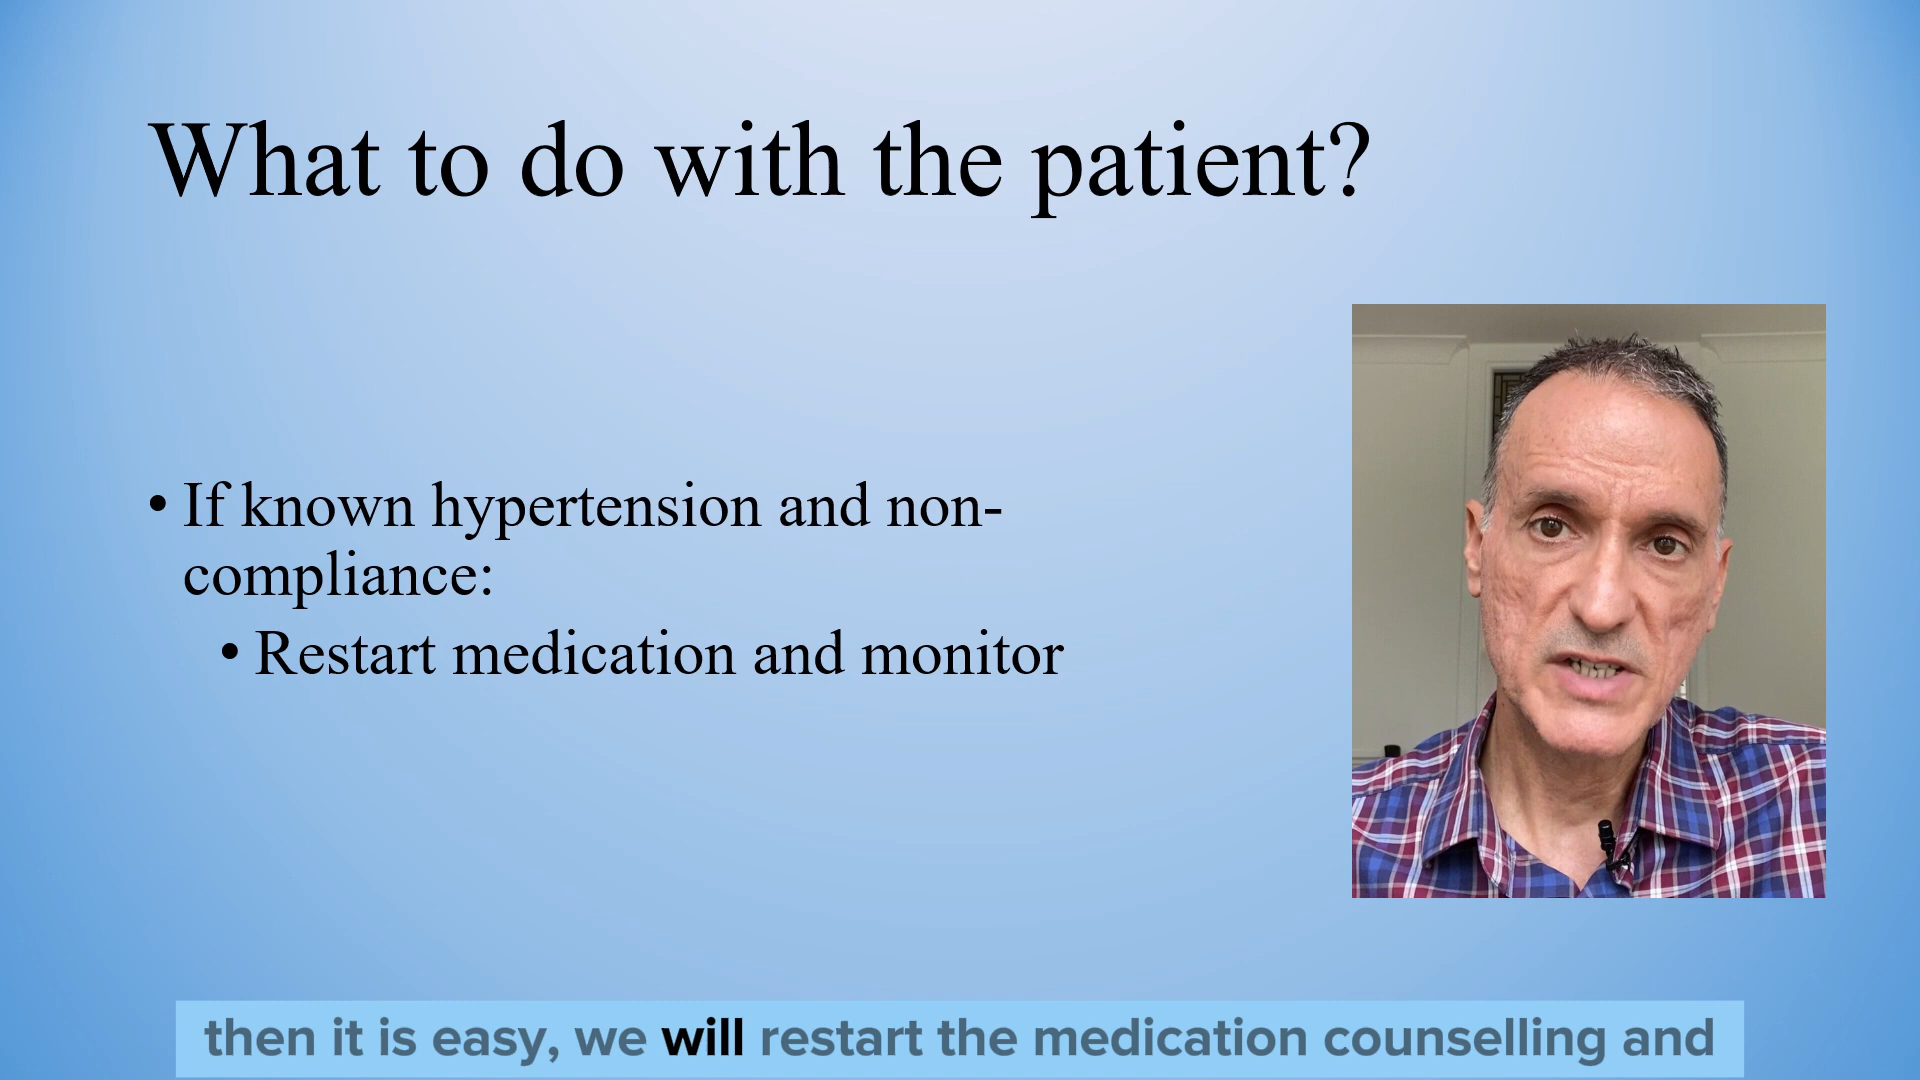 What to do with the patient?
• If known hypertension and non-
compliance:
• Restart medication and monitor
then it is easy, we will restart the medication counselling and